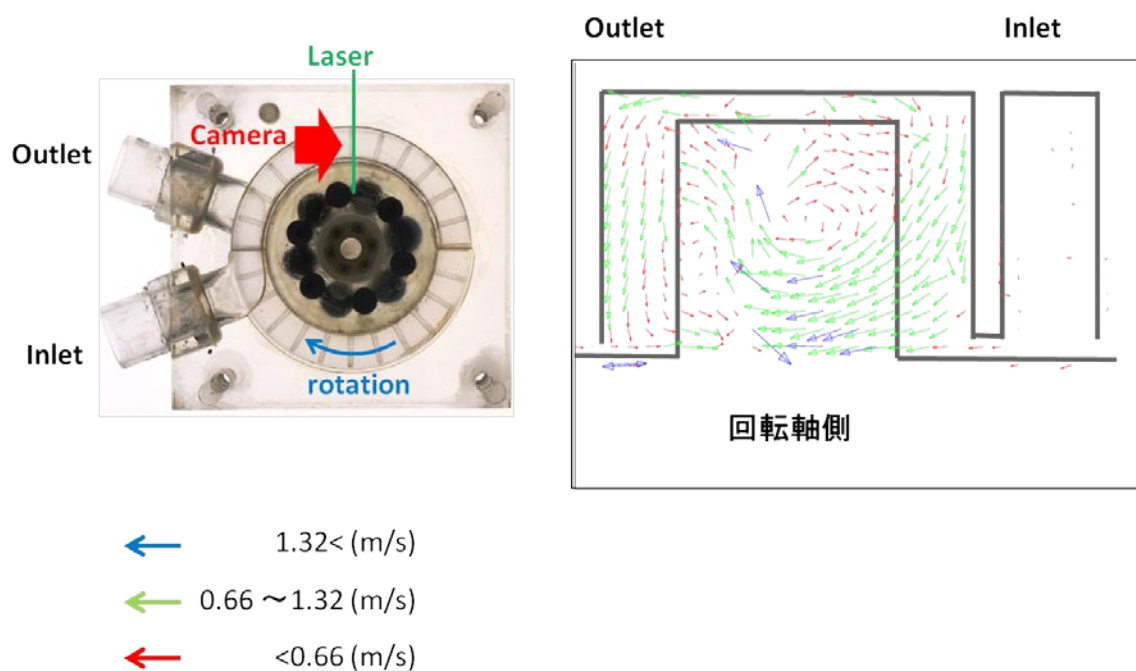 Outlet
Inlet
Laser
Camera
Outlet
Inlet
rotation
回転軸側
1.32< (m/s)
0.66 ～1.32 (m/s)
<0.66 (m/s)